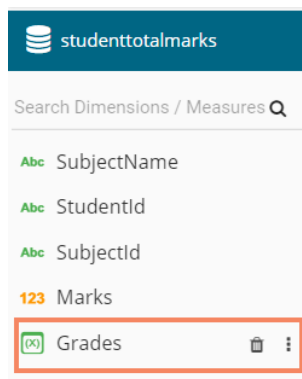 studenttotalmarks
Search Dimensions / Measures
Abc SubjectName
Abc StudentId
Abc SubjectId
123 Marks
(x) Grades